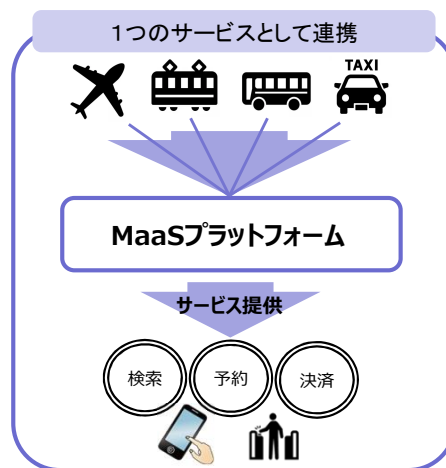 1つのサービスとして連携
TAXI
MaaSプラットフォーム
サービス提供
検索
予約
決済